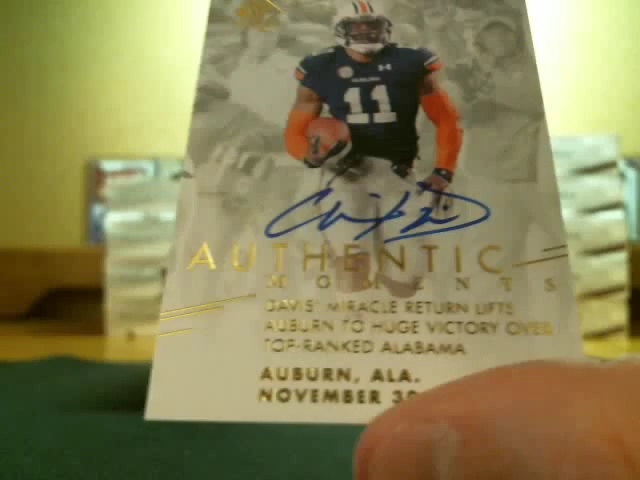 11
AUTHENTIC
MOMENTS
DAVIS' MIRACLE RETURN LIFTS
AUBURN TO HUGE VICTORY OVER
TOP-RANKED ALABAMA
AUBURN, ALA.
NOVEMBER 30